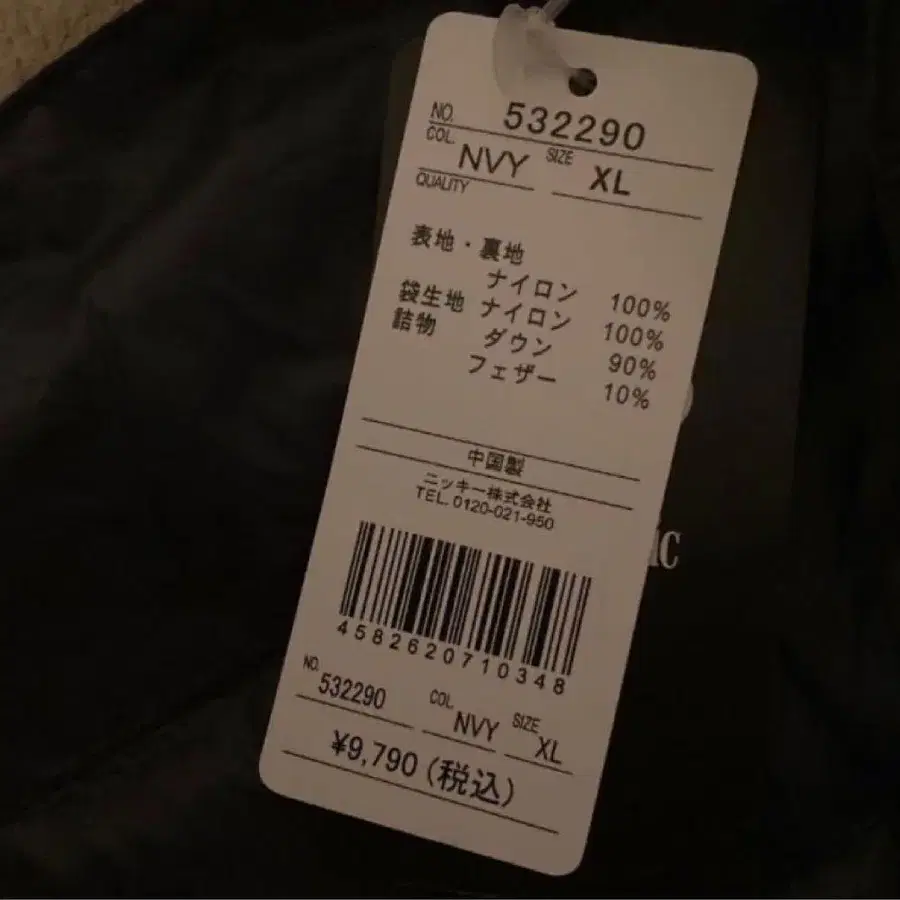 NO. 532290
COL. NVY SIZE XL
QUALITY
表地・裏地
ナイロン 100%
袋生地 ナイロン 100%
詰物 ダウン 90%
フェザー 10%
中国製
ニッキー株式会社
TEL. 0120-021-950
4582620710348
NO. 532290 COL. NVY SIZE XL
¥9,790 (税込)